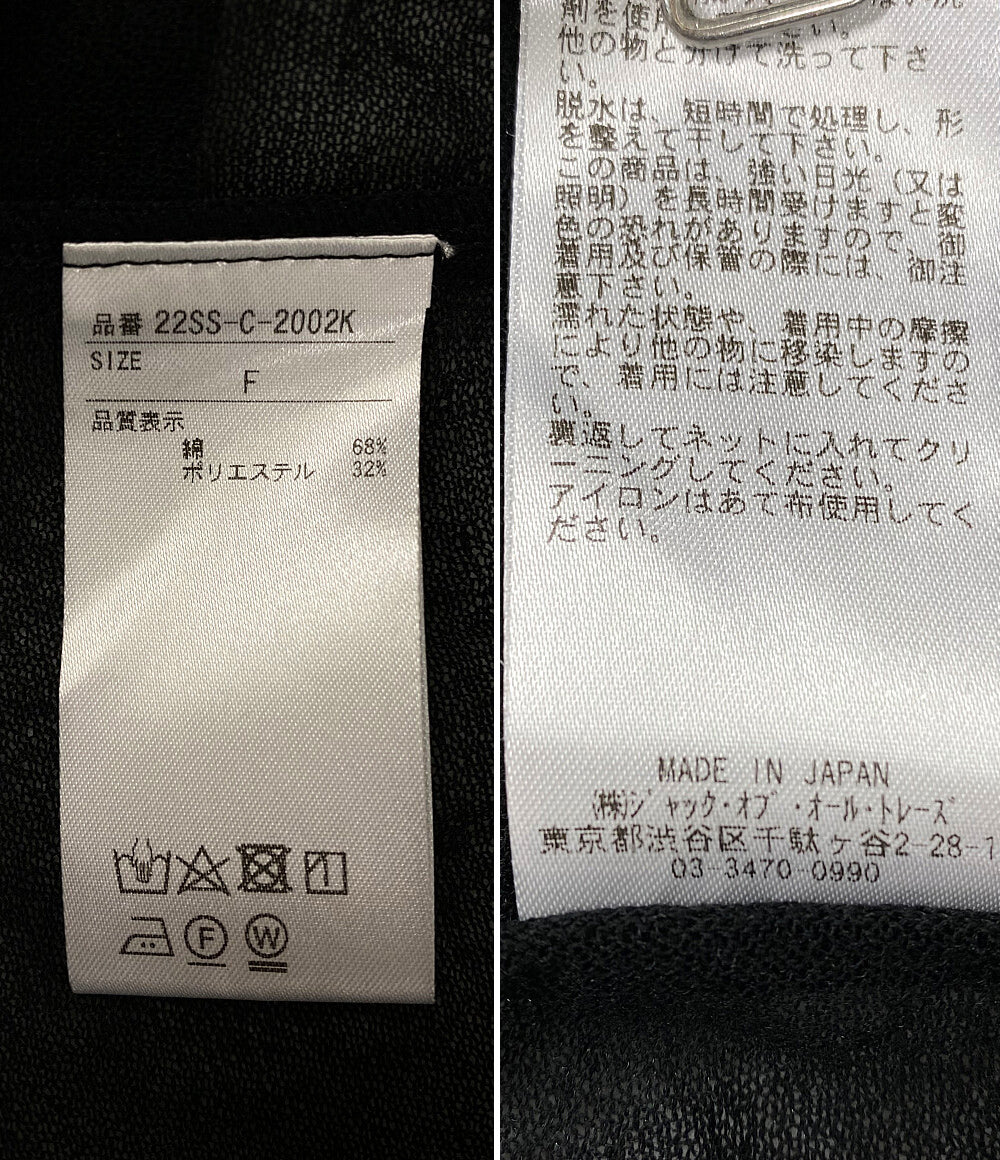 品番 22SS-C-2002K
SIZE
F
品質表示
綿 68%
ポリエステル 32%
F
W
剤を使
他の物と分けて洗って下さ
い。
脱水は、短時間で処理し、形
を整えて干して下さい。
この商品は、強い日光（又は
照明）を長時間受けますと変
色の恐れがありますので、御
着用及び保管の際には、御注
意下さい。
濡れた状態や、着用中の摩擦
により他の物に移染しますの
で、着用には注意してくださ
い。
裏返してネットに入れてクリ
ーニングしてください。
アイロンはあて布使用してく
ださい。
MADE IN JAPAN
(株)ジャック・オブ・オール・トレーズ
東京都渋谷区千駄ヶ谷2-28-1
03-3470-0990